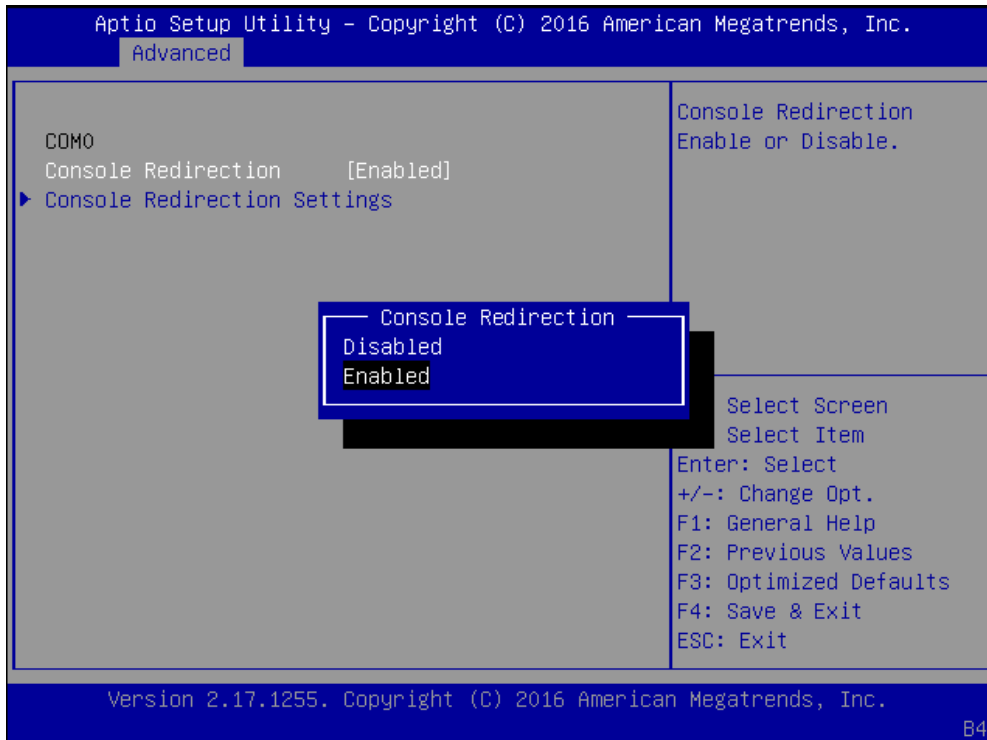 Aptio Setup Utility – Copyright (C) 2016 American Megatrends, Inc.
Advanced
COM0
Console Redirection [Enabled]
Console Redirection Settings
Console Redirection
Enable or Disable.
Console Redirection
Disabled
Enabled
Select Screen
Select Item
Enter: Select
+/-: Change Opt.
F1: General Help
F2: Previous Values
F3: Optimized Defaults
F4: Save & Exit
ESC: Exit
Version 2.17.1255. Copyright (C) 2016 American Megatrends, Inc.
B4